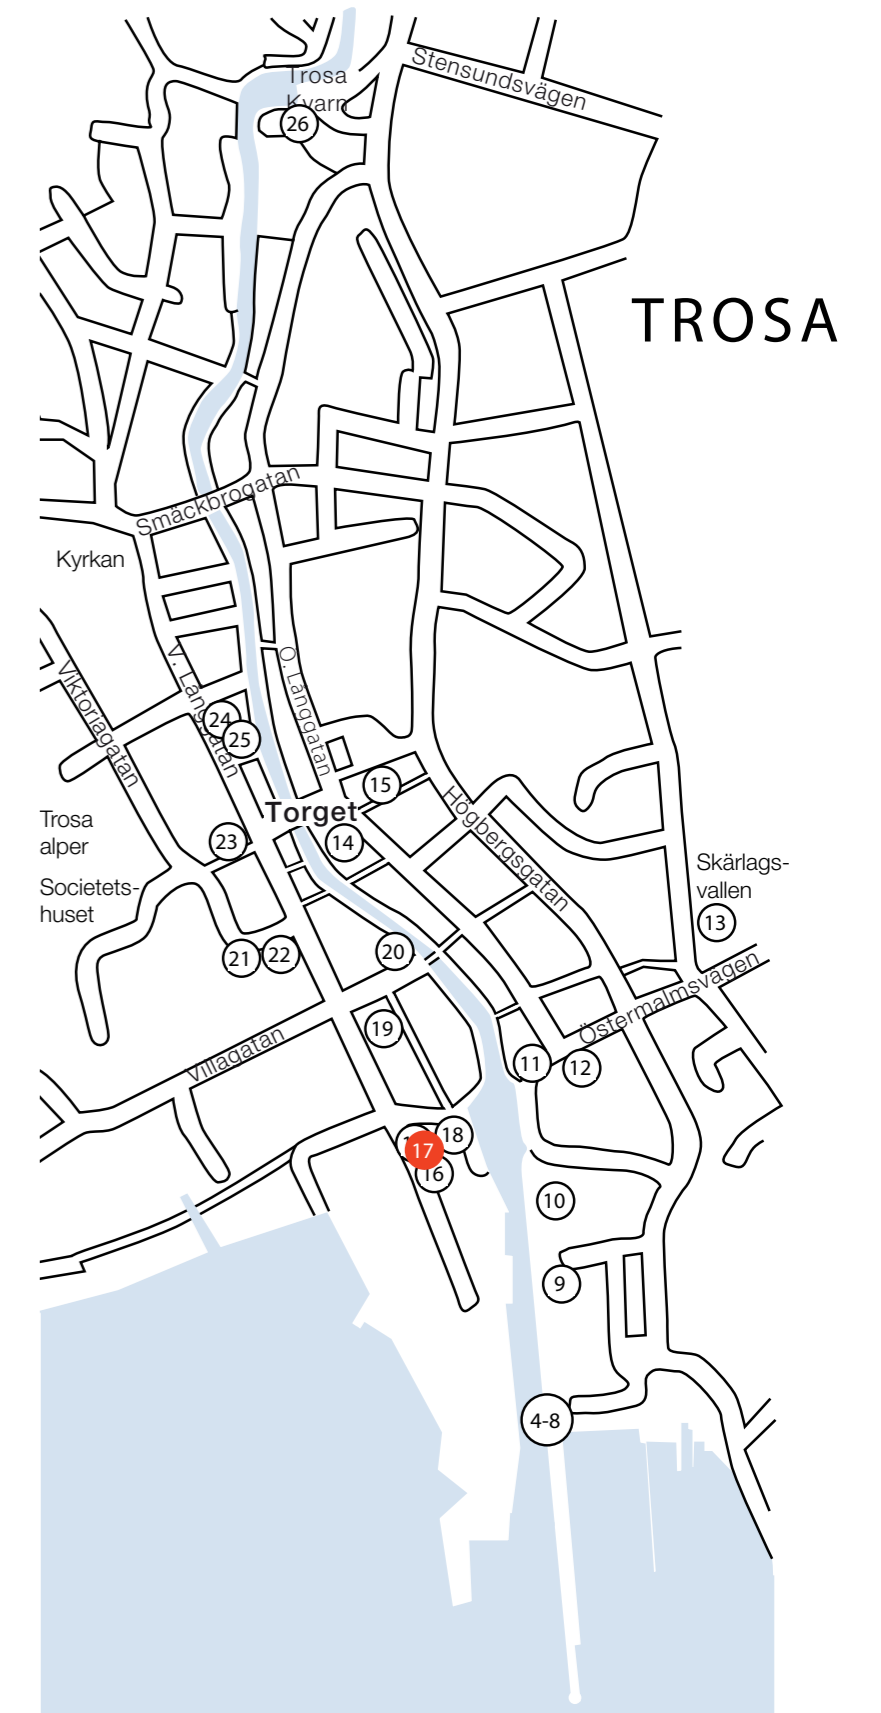 Stensundsvägen
Trosa
Kvarn
26
TROSA
Smäckbrogatan
Kyrkan
Viktoriagatan
V. Långgatan
Ö. Långgatan
24
25
15
Torget
Högbergsgatan
14
23
Trosa
alper
Societets-
huset
Skärlags-
vallen
13
21
22
20
Östermalmsvägen
19
Villagatan
11
12
18
17
16
10
9
4-8